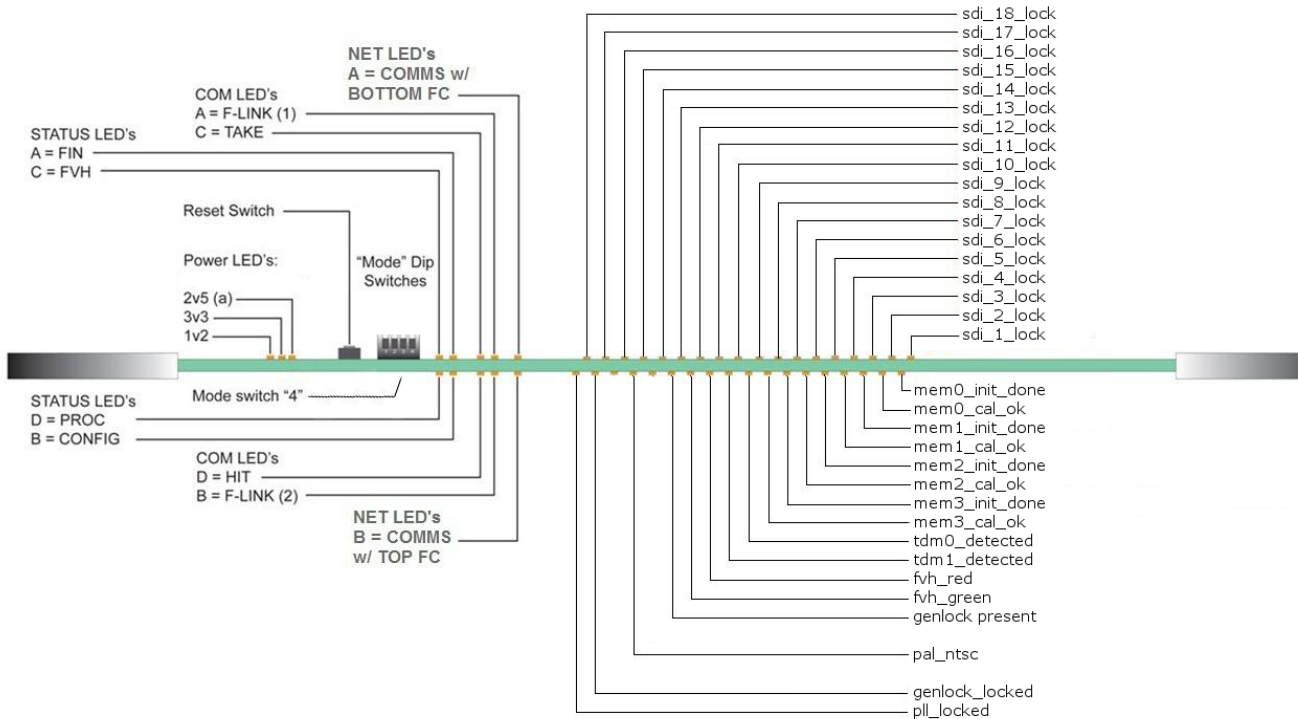 NET LED's
A = COMMS w/
BOTTOM FC
COM LED's
A = F-LINK (1)
C = TAKE
STATUS LED's
A = FIN
C = FVH
Reset Switch
Power LED's:
"Mode" Dip
Switches
2v5 (a)
3v3
1v2
Mode switch "4"
STATUS LED's
D = PROC
B = CONFIG
COM LED's
D = HIT
B = F-LINK (2)
NET LED's
B = COMMS
w/ TOP FC
sdi_18_lock
sdi_17_lock
sdi_16_lock
sdi_15_lock
sdi_14_lock
sdi_13_lock
sdi_12_lock
sdi_11_lock
sdi_10_lock
sdi_9_lock
sdi_8_lock
sdi_7_lock
sdi_6_lock
sdi_5_lock
sdi_4_lock
sdi_3_lock
sdi_2_lock
sdi_1_lock
mem0_init_done
mem0_cal_ok
mem1_init_done
mem1_cal_ok
mem2_init_done
mem2_cal_ok
mem3_init_done
mem3_cal_ok
tdm0_detected
tdm1_detected
fvh_red
fvh_green
genlock present
pal_ntsc
genlock_locked
pll_locked